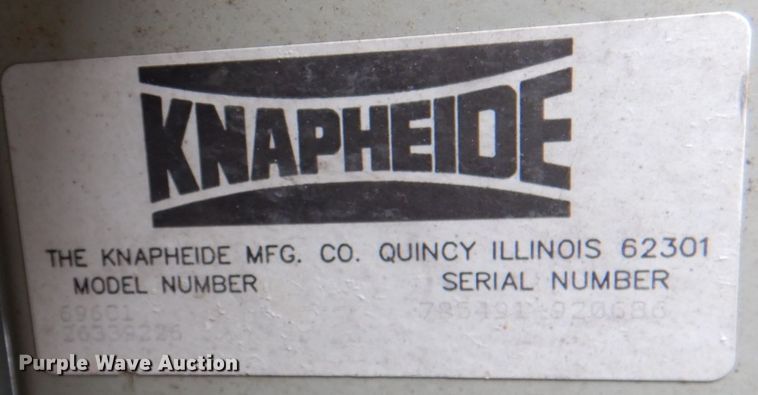 KNAPHEIDE
THE KNAPHEIDE MFG. CO. QUINCY ILLINOIS 62301
MODEL NUMBER SERIAL NUMBER
Purple Wave Auction